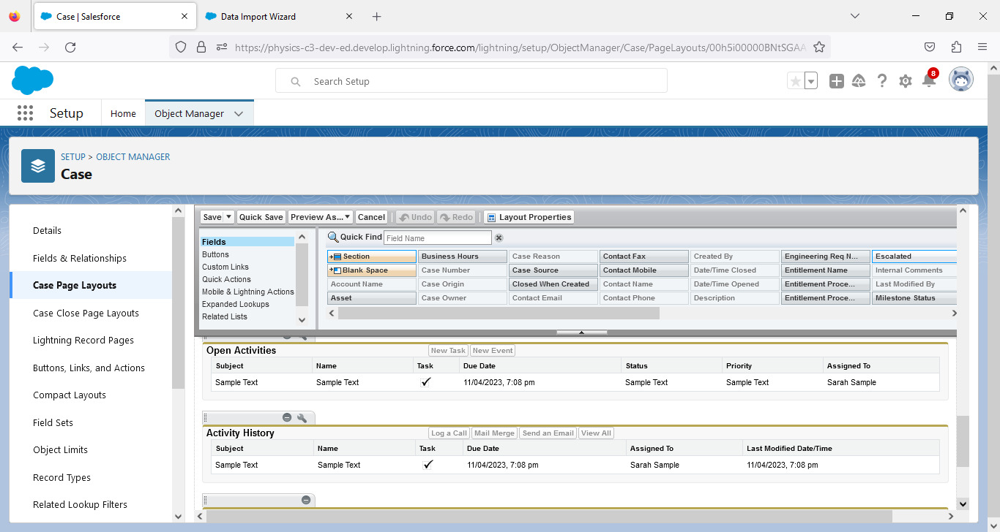 Case | Salesforce
Data Import Wizard
https://physics-c3-dev-ed.develop.lightning.force.com/lightning/setup/ObjectManager/Case/PageLayouts/00h5i00000BNtSGAA
Search Setup
8
Setup
Home
Object Manager
SETUP > OBJECT MANAGER
Case
Details
Fields & Relationships
Case Page Layouts
Case Close Page Layouts
Lightning Record Pages
Buttons, Links, and Actions
Compact Layouts
Field Sets
Object Limits
Record Types
Related Lookup Filters
Save Quick Save Preview As... Cancel Undo Redo Layout Properties
Fields
Buttons
Custom Links
Quick Actions
Mobile & Lightning Actions
Expanded Lookups
Related Lists
Quick Find Field Name
Section Business Hours Case Reason Contact Fax Created By Engineering Req N... Escalated
Blank Space Case Number Case Source Contact Mobile Date/Time Closed Entitlement Name Internal Comments
Account Name Case Origin Closed When Created Contact Name Date/Time Opened Entitlement Proce... Last Modified By
Asset Case Owner Contact Email Contact Phone Description Entitlement Proce... Milestone Status
Open Activities New Task New Event
Subject Name Task Due Date Status Priority Assigned To
Sample Text Sample Text 11/04/2023, 7:08 pm Sample Text Sample Text Sarah Sample
Activity History Log a Call Mail Merge Send an Email View All
Subject Name Task Due Date Assigned To Last Modified Date/Time
Sample Text Sample Text 11/04/2023, 7:08 pm Sarah Sample 11/04/2023, 7:08 pm